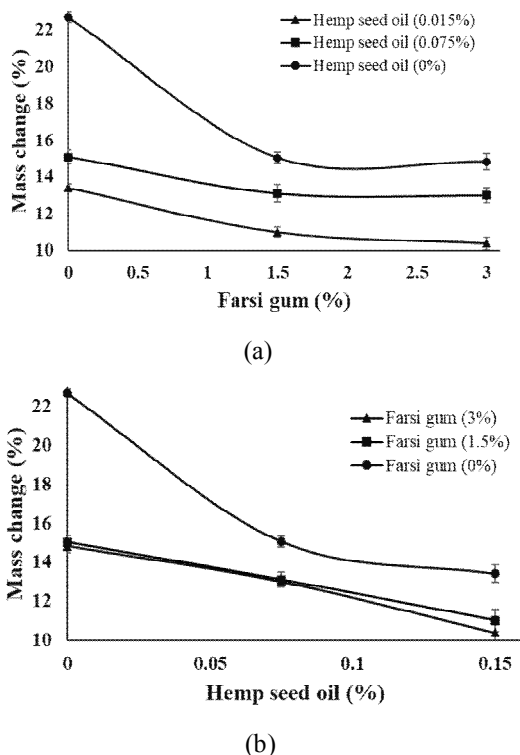 22
20
18
16
14
12
10
Mass change (%)
Hemp seed oil (0.015%)
Hemp seed oil (0.075%)
Hemp seed oil (0%)
0 0.5 1 1.5 2 2.5 3
Farsi gum (%)
(a)
22
20
18
16
14
12
10
Mass change (%)
Farsi gum (3%)
Farsi gum (1.5%)
Farsi gum (0%)
0 0.05 0.1 0.15
Hemp seed oil (%)
(b)